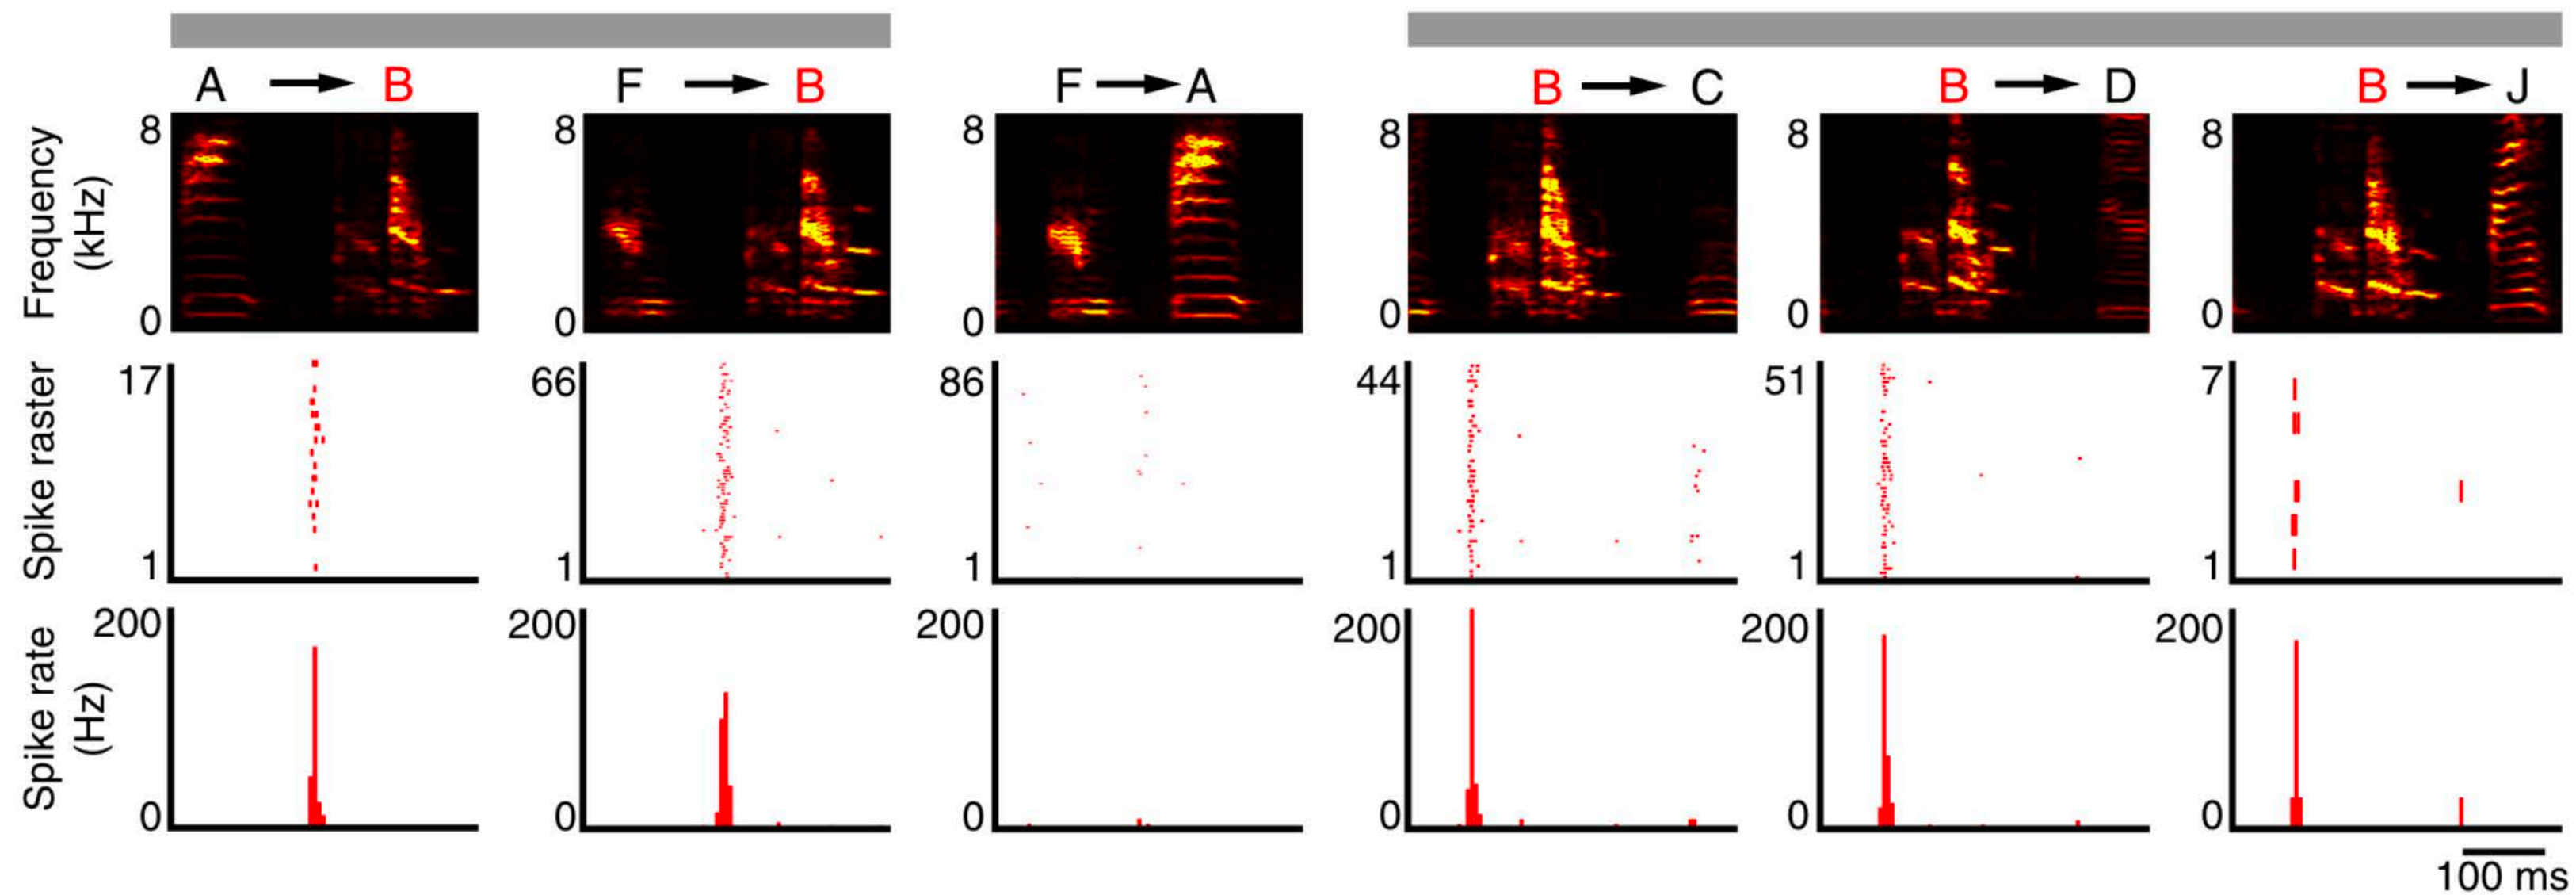 A → B F → B F → A B → C B → D B → J
Frequency
(kHz)
8 8 8 8 8 8
0 0 0 0 0 0
Spike raster
17 66 86 44 51 7
1 1 1 1 1 1
Spike rate
(Hz)
200 200 200 200 200 200
0 0 0 0 0 0
100 ms